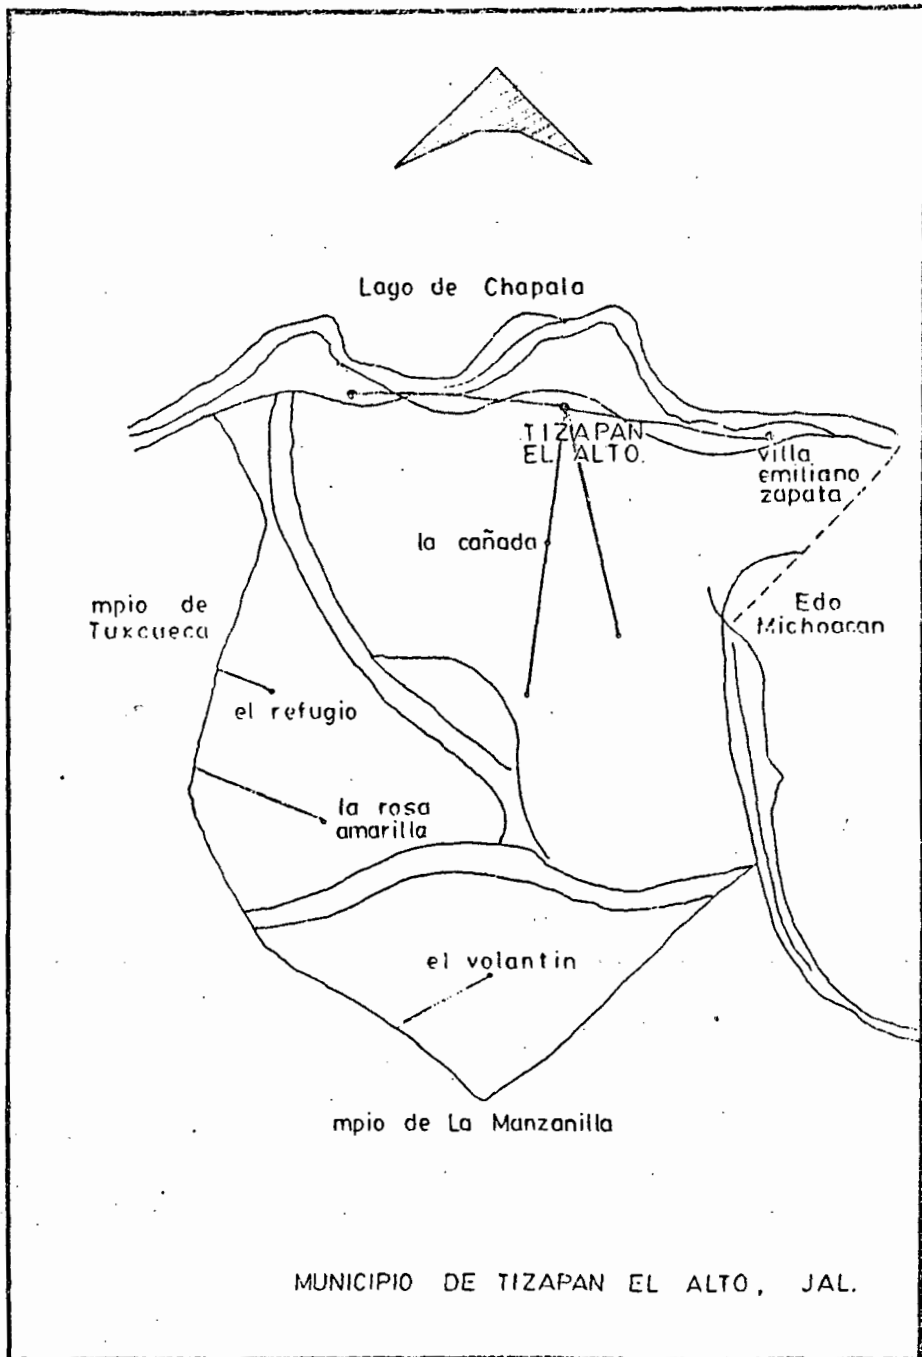 Lago de Chapala
TIZAPAN
EL ALTO.
villa
emiliano
zapata
la cañada
mpio de
Tuxcueca
Edo
Michoacan
el refugio
la rosa
amarilla
el volantin
mpio de La Manzanilla
MUNICIPIO DE TIZAPAN EL ALTO, JAL.